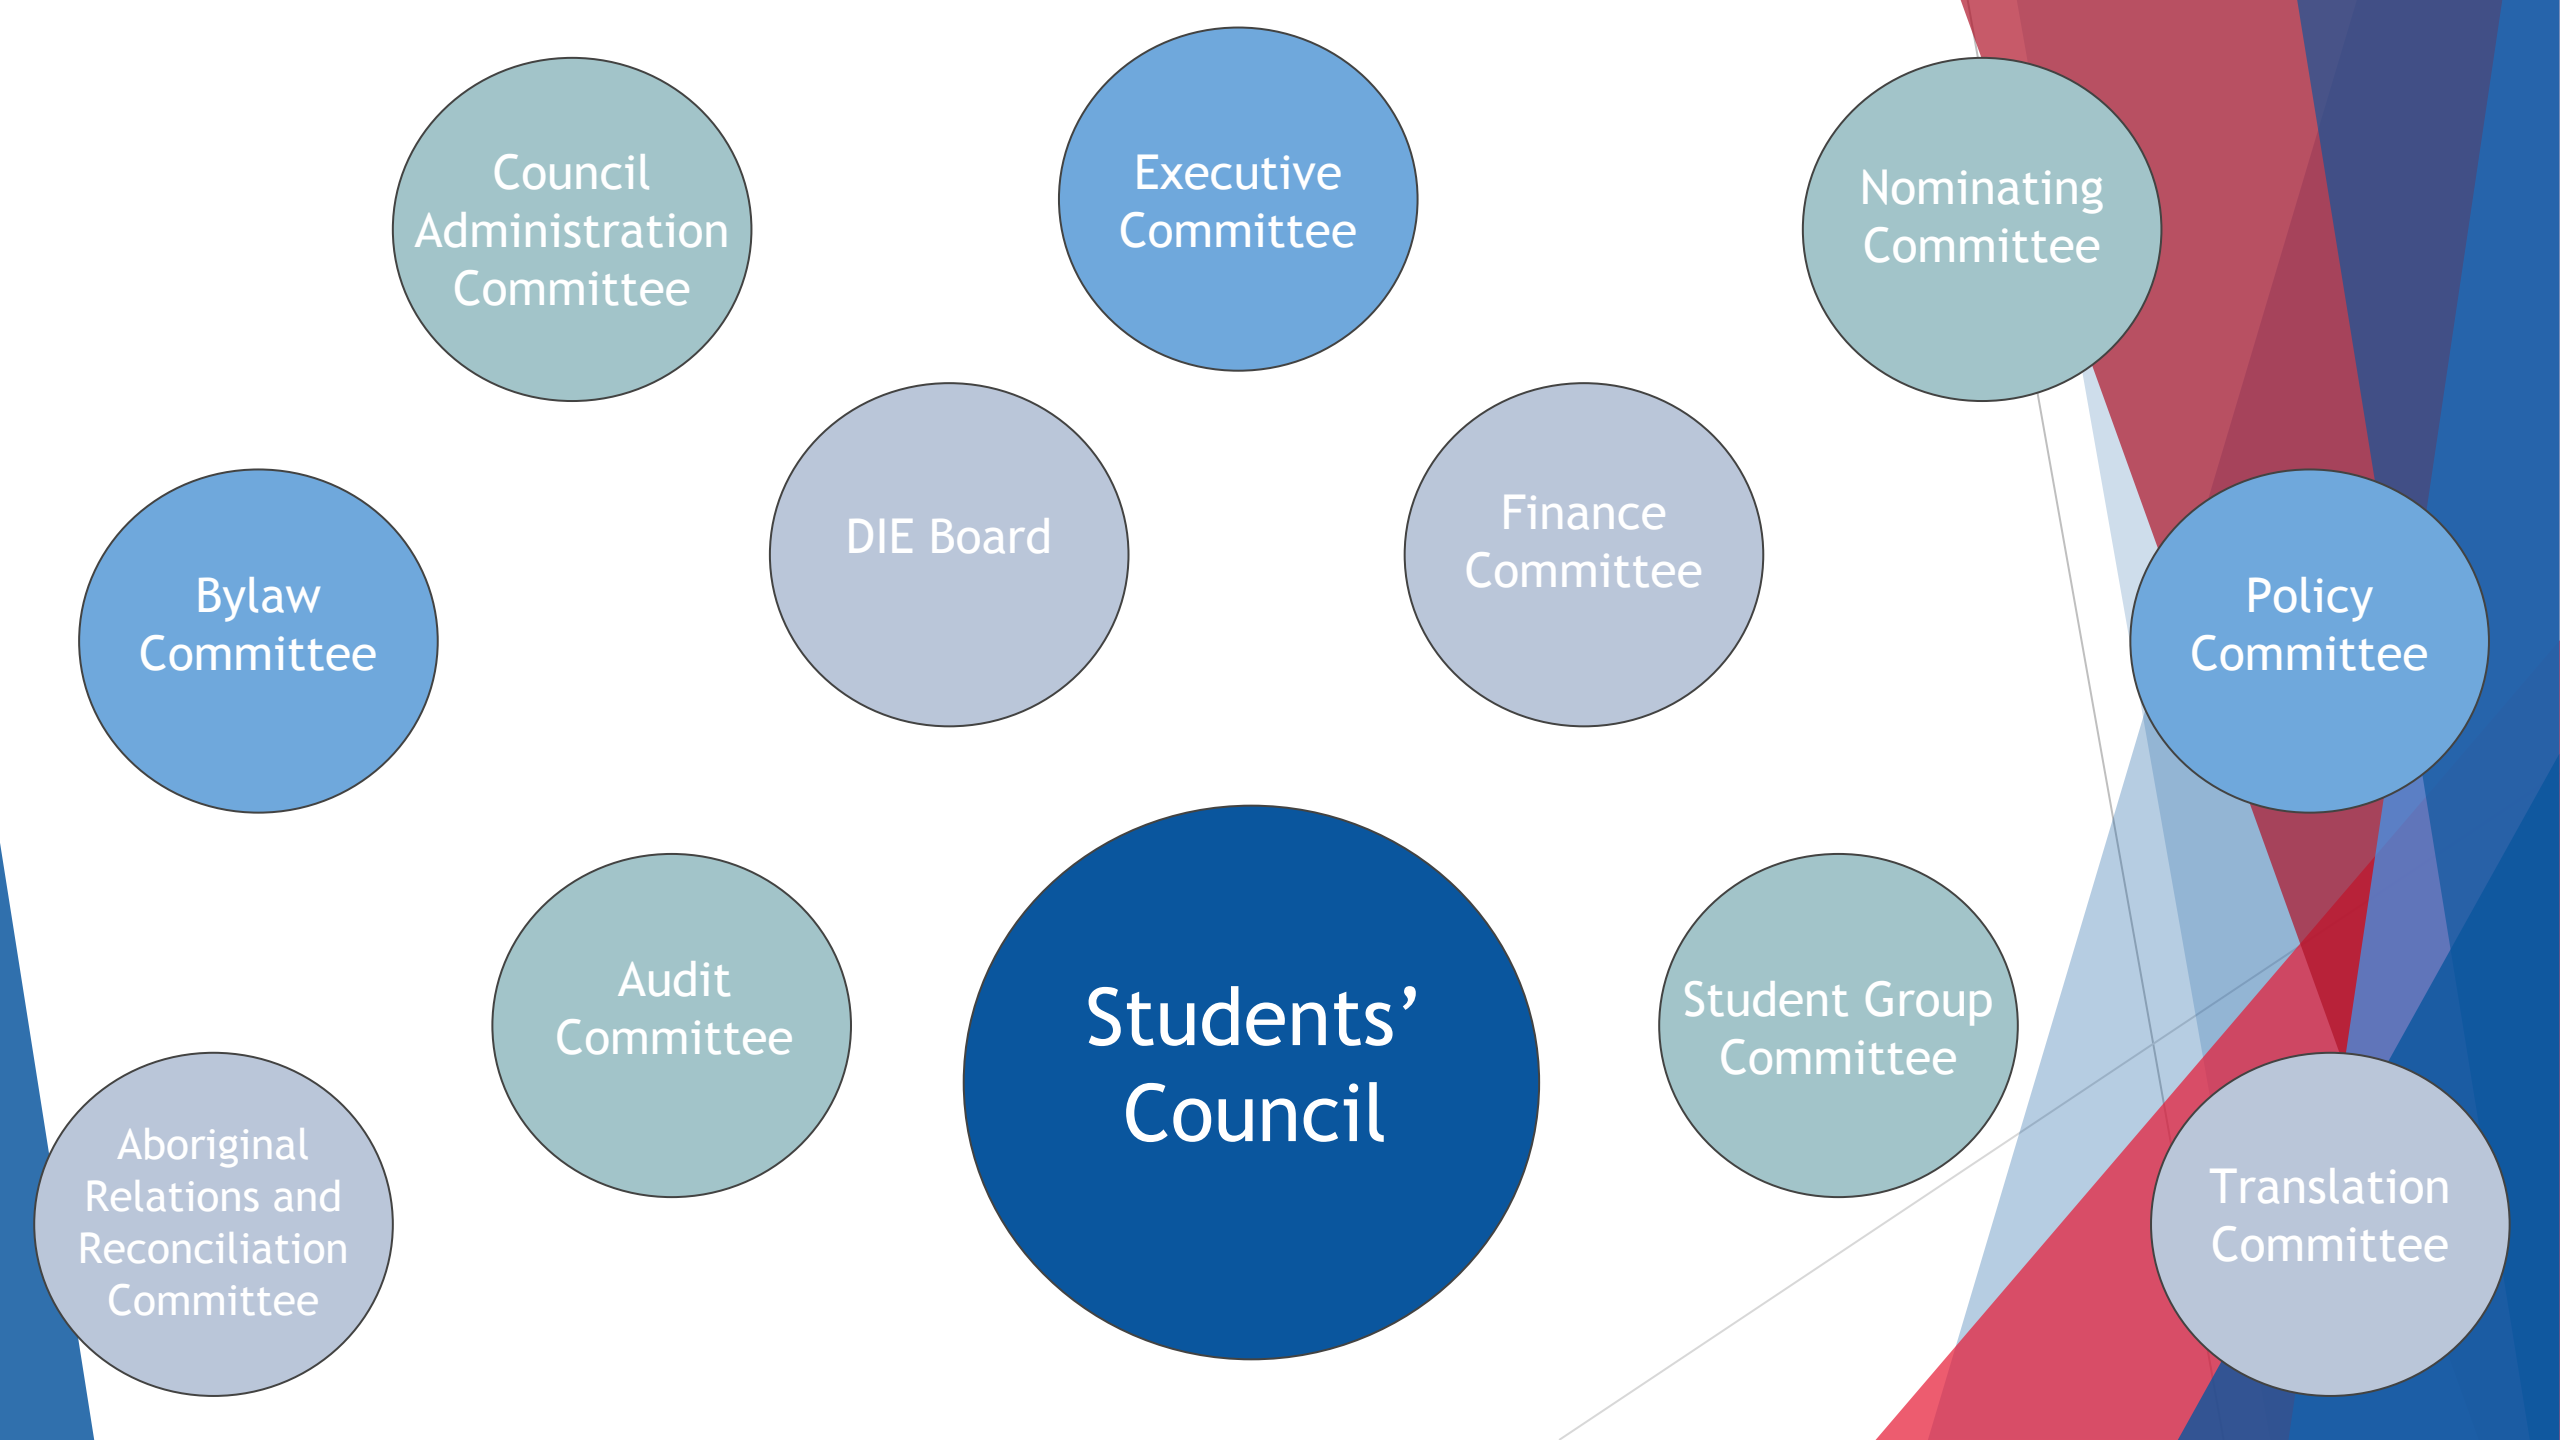 Council
Administration
Committee
Executive
Committee
Nominating
Committee
DIE Board
Finance
Committee
Bylaw
Committee
Policy
Committee
Audit
Committee
Students’
Council
Student Group
Committee
Aboriginal
Relations and
Reconciliation
Committee
Translation
Committee